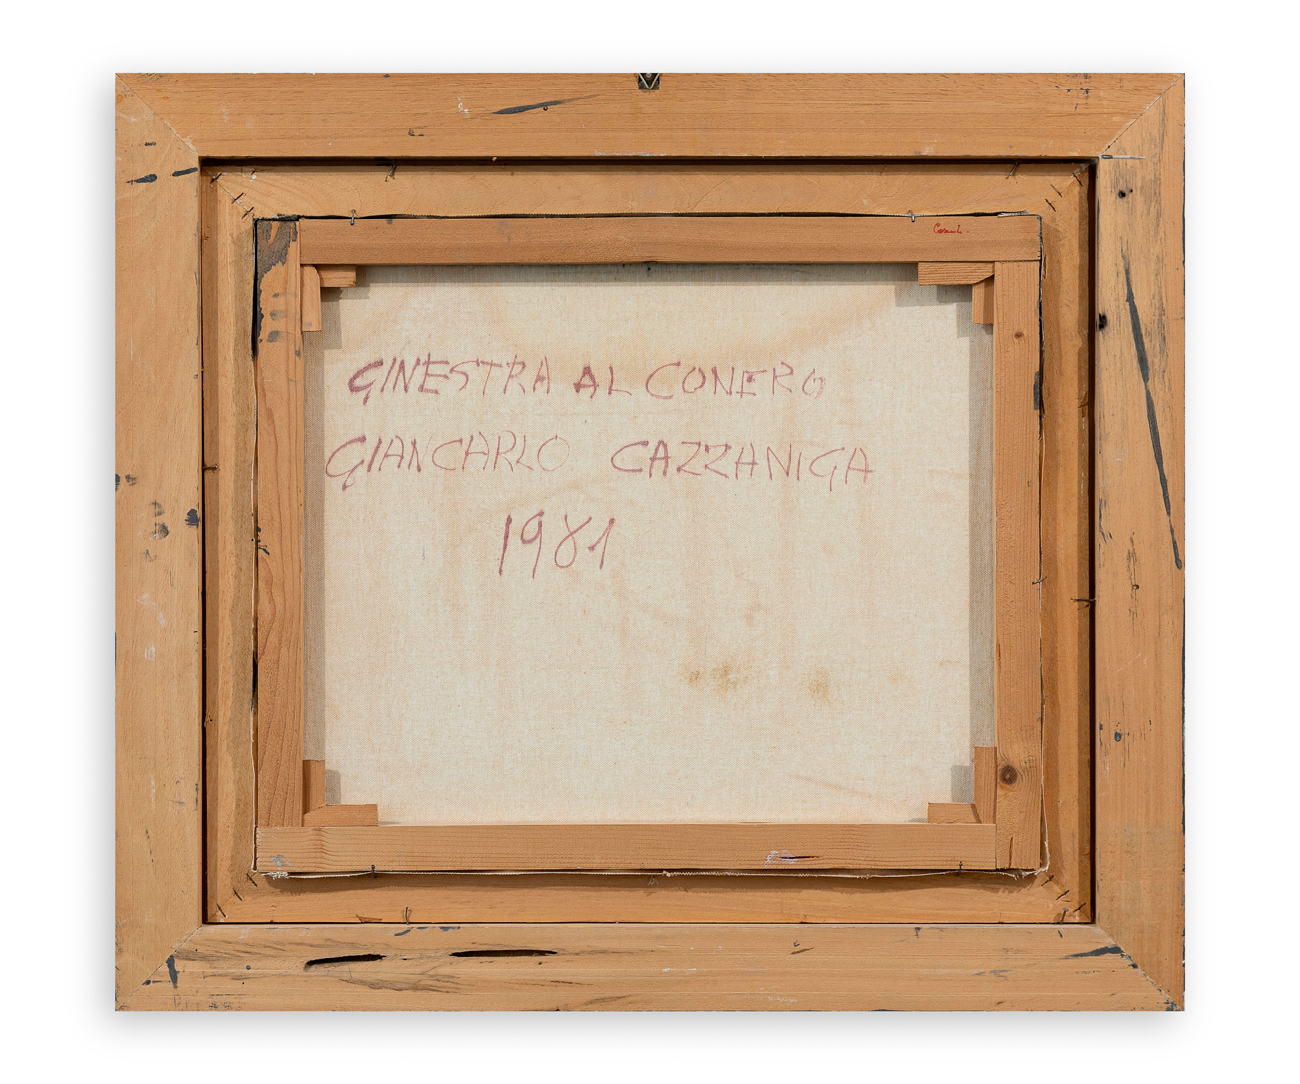 GINESTRA AL CONERO
GIANCARLO CAZZANIGA
1981